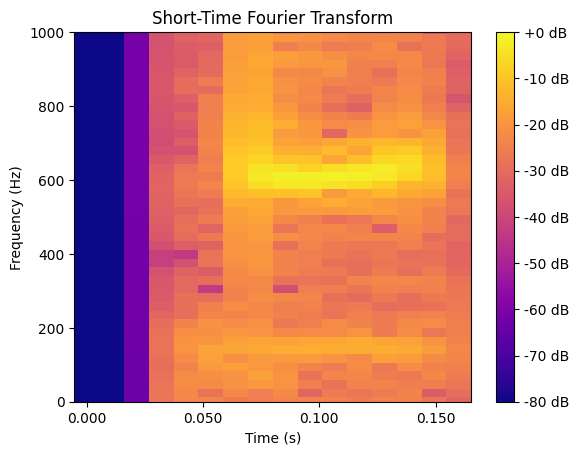 Short-Time Fourier Transform
1000
800
600
400
200
0
Frequency (Hz)
0.000
0.050
0.100
0.150
Time (s)
+0 dB
-10 dB
-20 dB
-30 dB
-40 dB
-50 dB
-60 dB
-70 dB
-80 dB